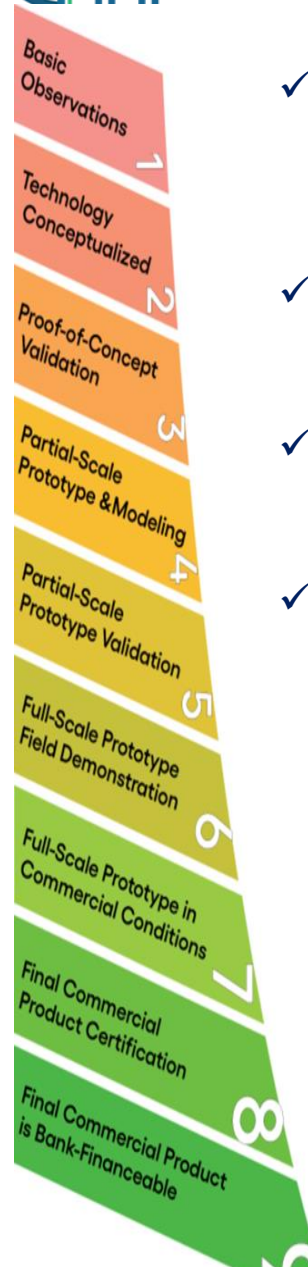 Basic
Observations
1
Technology
Conceptualized
2
Proof-of-Concept
Validation
3
Partial-Scale
Prototype & Modeling
4
Partial-Scale
Prototype Validation
5
Full-Scale Prototype
Field Demonstration
6
Full-Scale Prototype in
Commercial Conditions
7
Final Commercial
Product Certification
8
Final Commercial Product
is Bank-Financeable
9